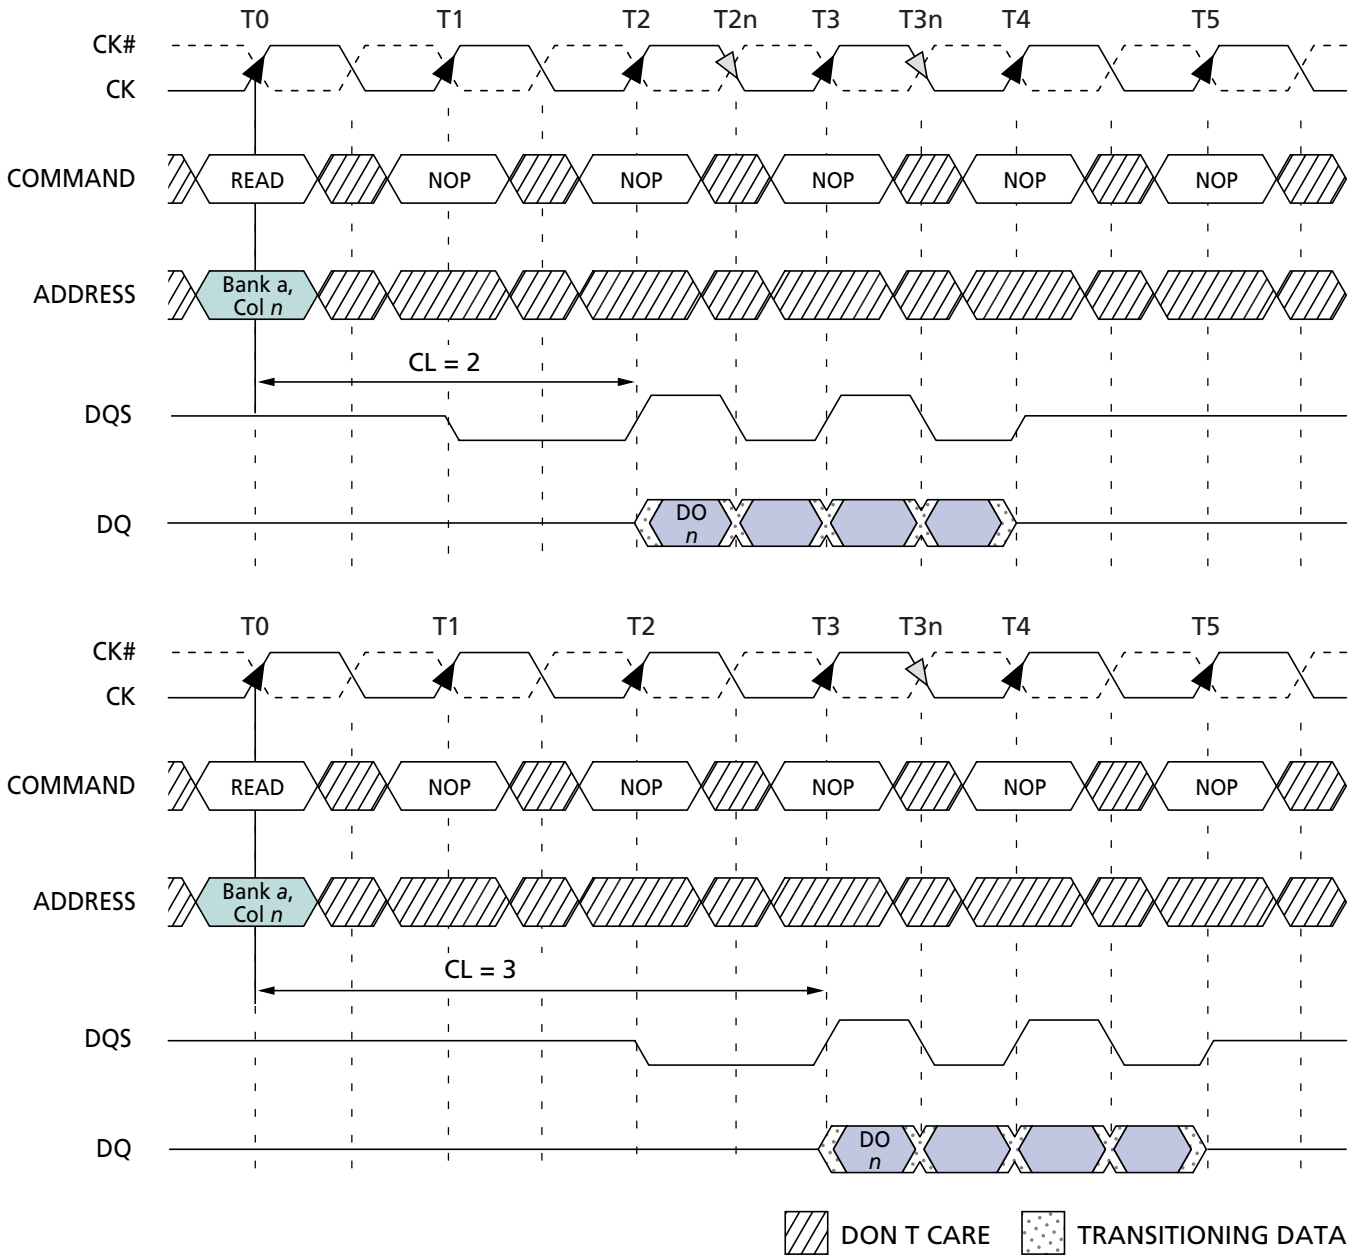 T0 T1 T2 T2n T3 T3n T4 T5
CK#
CK
COMMAND READ NOP NOP NOP NOP NOP
ADDRESS Bank a,
Col n
CL = 2
DQS
DQ DO
n
T0 T1 T2 T3 T3n T4 T5
CK#
CK
COMMAND READ NOP NOP NOP NOP NOP
ADDRESS Bank a,
Col n
CL = 3
DQS
DQ DO
n
DON T CARE TRANSITIONING DATA